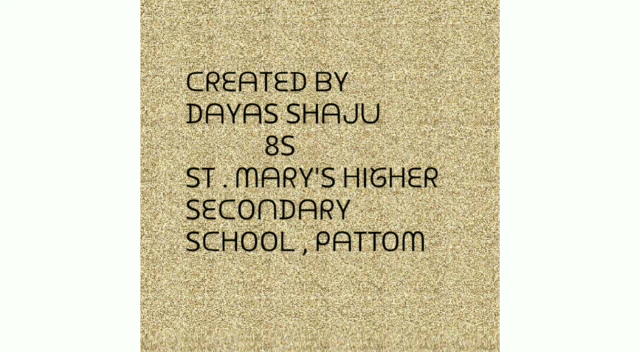 CREATED BY
DAYAS SHAJU
8S
ST . MARY'S HIGHER
SECONDARY
SCHOOL , PATTOM